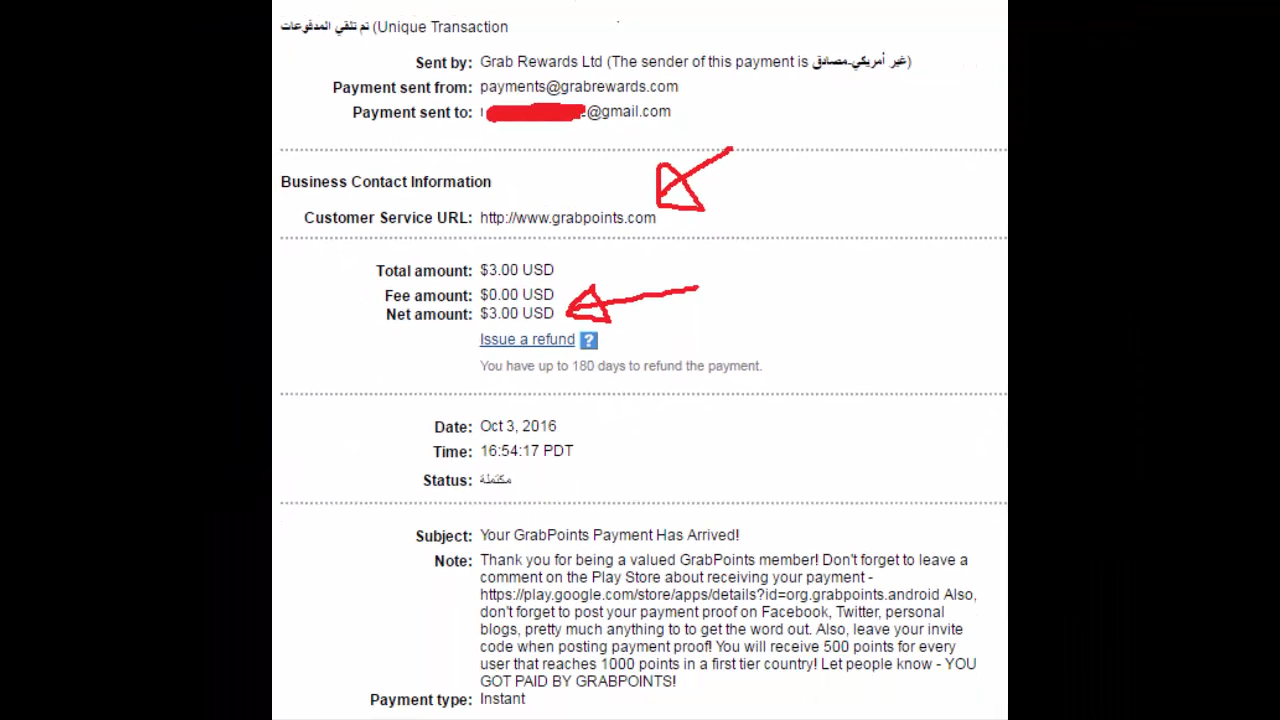 تم تلقي المدفوعات (Unique Transaction
Sent by: Grab Rewards Ltd (The sender of this payment is غير أمريكي-مصادق)
Payment sent from: payments@grabrewards.com
Payment sent to: @gmail.com
Business Contact Information
Customer Service URL: http://www.grabpoints.com
Total amount: $3.00 USD
Fee amount: $0.00 USD
Net amount: $3.00 USD
Issue a refund ?
You have up to 180 days to refund the payment.
Date: Oct 3, 2016
Time: 16:54:17 PDT
Status: مكتملة
Subject: Your GrabPoints Payment Has Arrived!
Note: Thank you for being a valued GrabPoints member! Don't forget to leave a
comment on the Play Store about receiving your payment -
https://play.google.com/store/apps/details?id=org.grabpoints.android Also,
don't forget to post your payment proof on Facebook, Twitter, personal
blogs, pretty much anything to to get the word out. Also, leave your invite
code when posting payment proof! You will receive 500 points for every
user that reaches 1000 points in a first tier country! Let people know - YOU
GOT PAID BY GRABPOINTS!
Payment type: Instant